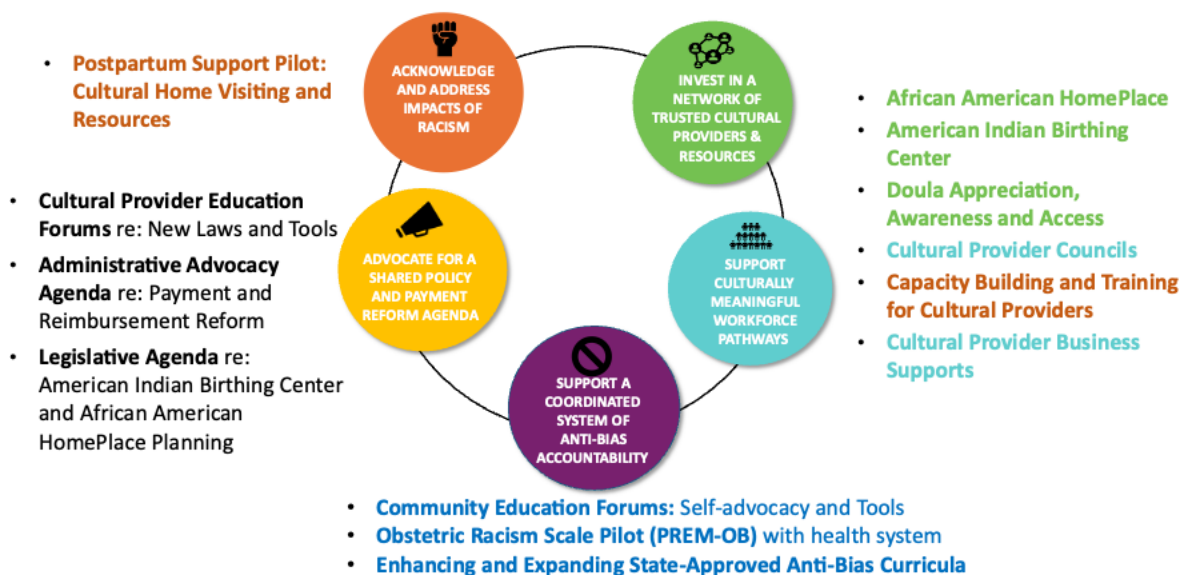 • Postpartum Support Pilot:
Cultural Home Visiting and
Resources
ACKNOWLEDGE
AND ADDRESS
IMPACTS OF
RACISM
INVEST IN A
NETWORK OF
TRUSTED CULTURAL
PROVIDERS &
RESOURCES
• African American HomePlace
• American Indian Birthing
Center
• Doula Appreciation,
Awareness and Access
• Cultural Provider Councils
• Capacity Building and Training
for Cultural Providers
• Cultural Provider Business
Supports
• Cultural Provider Education
Forums re: New Laws and Tools
• Administrative Advocacy
Agenda re: Payment and
Reimbursement Reform
• Legislative Agenda re:
American Indian Birthing Center
and African American
HomePlace Planning
ADVOCATE FOR A
SHARED POLICY
AND PAYMENT
REFORM AGENDA
SUPPORT
CULTURALLY
MEANINGFUL
WORKFORCE
PATHWAYS
SUPPORT A
COORDINATED
SYSTEM OF
ANTI-BIAS
ACCOUNTABILITY
• Community Education Forums: Self-advocacy and Tools
• Obstetric Racism Scale Pilot (PREM-OB) with health system
• Enhancing and Expanding State-Approved Anti-Bias Curricula